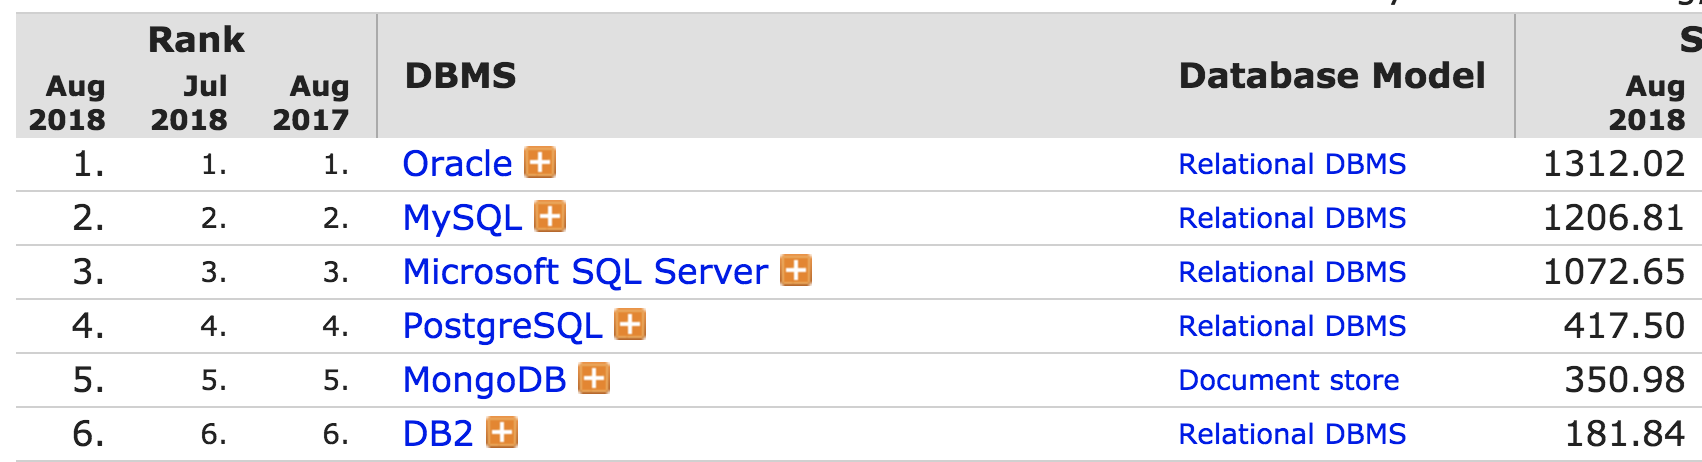 Rank
DBMS
Database Model
S
Aug 2018
Jul 2018
Aug 2017
Aug 2018
1. 1. 1. Oracle Relational DBMS 1312.02
2. 2. 2. MySQL Relational DBMS 1206.81
3. 3. 3. Microsoft SQL Server Relational DBMS 1072.65
4. 4. 4. PostgreSQL Relational DBMS 417.50
5. 5. 5. MongoDB Document store 350.98
6. 6. 6. DB2 Relational DBMS 181.84